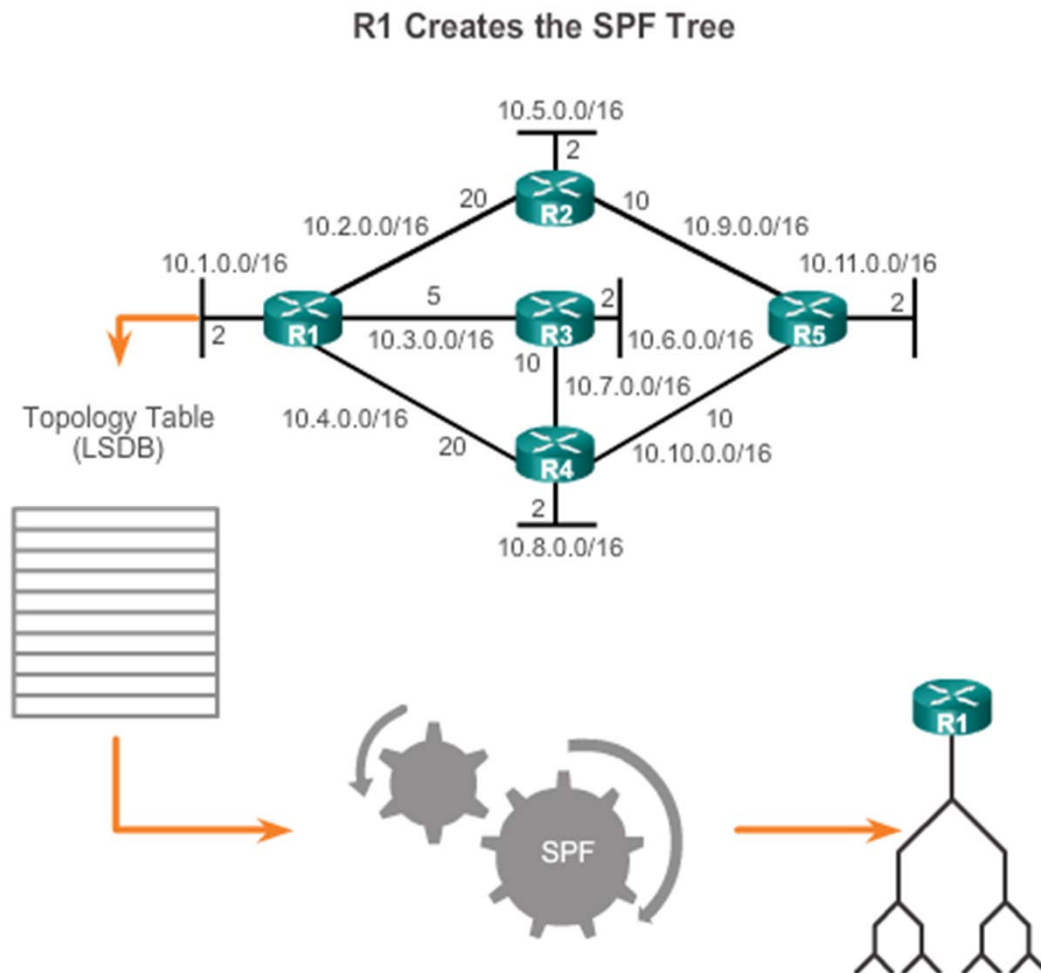 R1 Creates the SPF Tree
10.5.0.0/16
2
R2
20
10
10.2.0.0/16
10.9.0.0/16
10.1.0.0/16
10.11.0.0/16
2
R1
5
10.3.0.0/16
R3
2
10.6.0.0/16
R5
2
10
10.7.0.0/16
10.4.0.0/16
20
R4
10
10.10.0.0/16
2
10.8.0.0/16
Topology Table
(LSDB)
SPF
R1